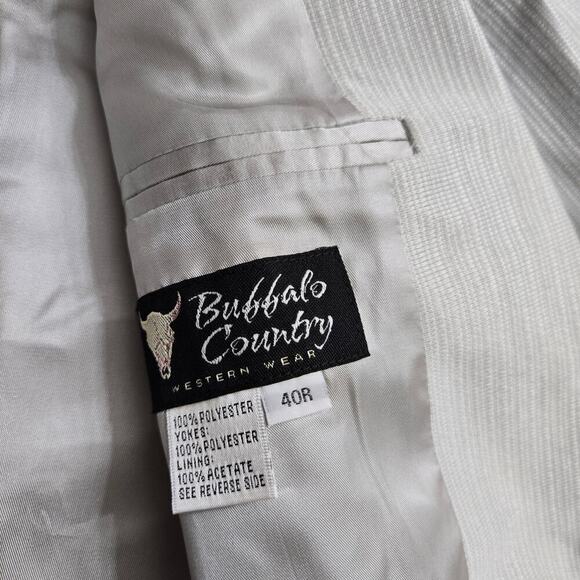 Buffalo
Country
WESTERN WEAR
40R
100% POLYESTER
YOKES:
100% POLYESTER
LINING:
100% ACETATE
SEE REVERSE SIDE